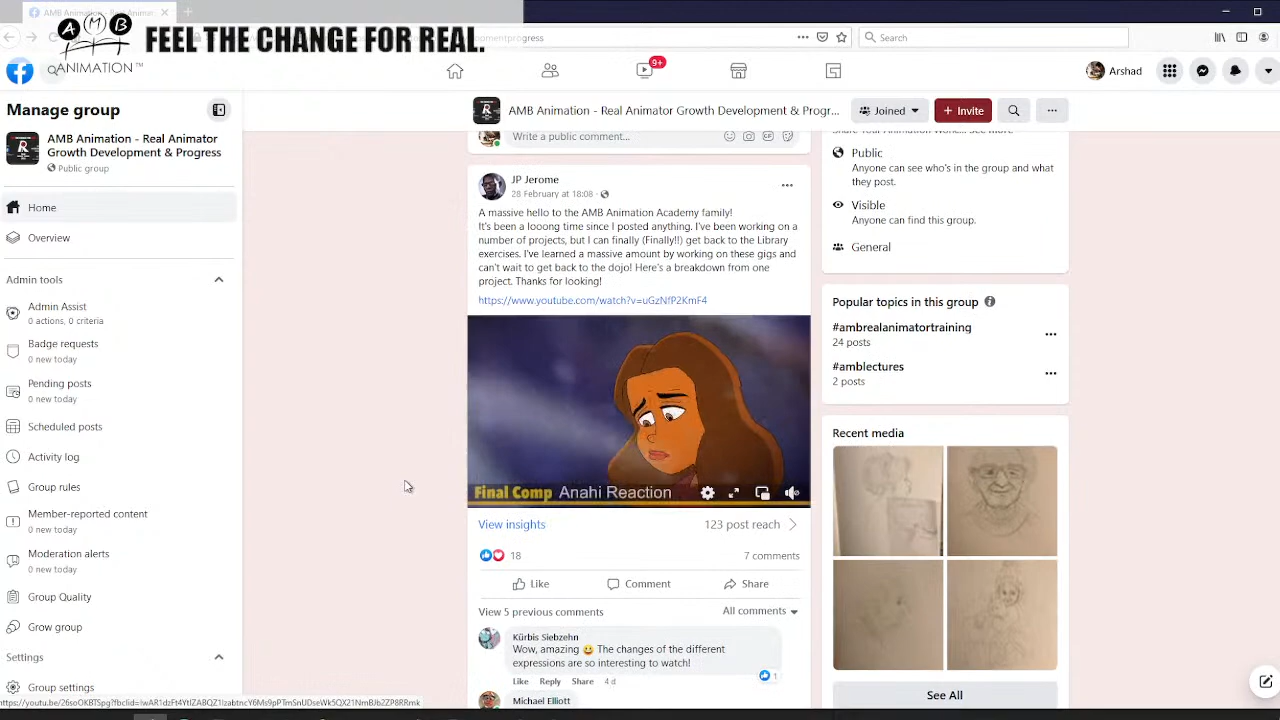 AMB Animation - Real Animat
A M B
ANIMATION™
FEEL THE CHANGE FOR REAL.
omentprogress
Search
9+
Arshad
Manage group
AMB Animation - Real Animator
Growth Development & Progress
Public group
Home
Overview
Admin tools
Admin Assist
0 actions, 0 criteria
Badge requests
0 new today
Pending posts
0 new today
Scheduled posts
Activity log
Group rules
Member-reported content
0 new today
Moderation alerts
0 new today
Group Quality
Grow group
Settings
Group settings
AMB Animation - Real Animator Growth Development & Progr...
Joined
+ Invite
Write a public comment...
JP Jerome
28 February at 18:08
A massive hello to the AMB Animation Academy family!
It's been a looong time since I posted anything. I've been working on a
number of projects, but I can finally (Finally!!) get back to the Library
exercises. I've learned a massive amount by working on these gigs and
can't wait to get back to the dojo! Here's a breakdown from one
project. Thanks for looking!
https://www.youtube.com/watch?v=uGzNfP2KmF4
Final Comp Anahi Reaction
View insights
123 post reach
18
7 comments
Like
Comment
Share
View 5 previous comments
All comments
Kürbis Siebzehn
Wow, amazing 😀 The changes of the different
expressions are so interesting to watch!
Like Reply Share 4 d
1
Michael Elliott
Public
Anyone can see who's in the group and what
they post.
Visible
Anyone can find this group.
General
Popular topics in this group
#ambrealanimatortraining
24 posts
#amblectures
2 posts
Recent media
See All